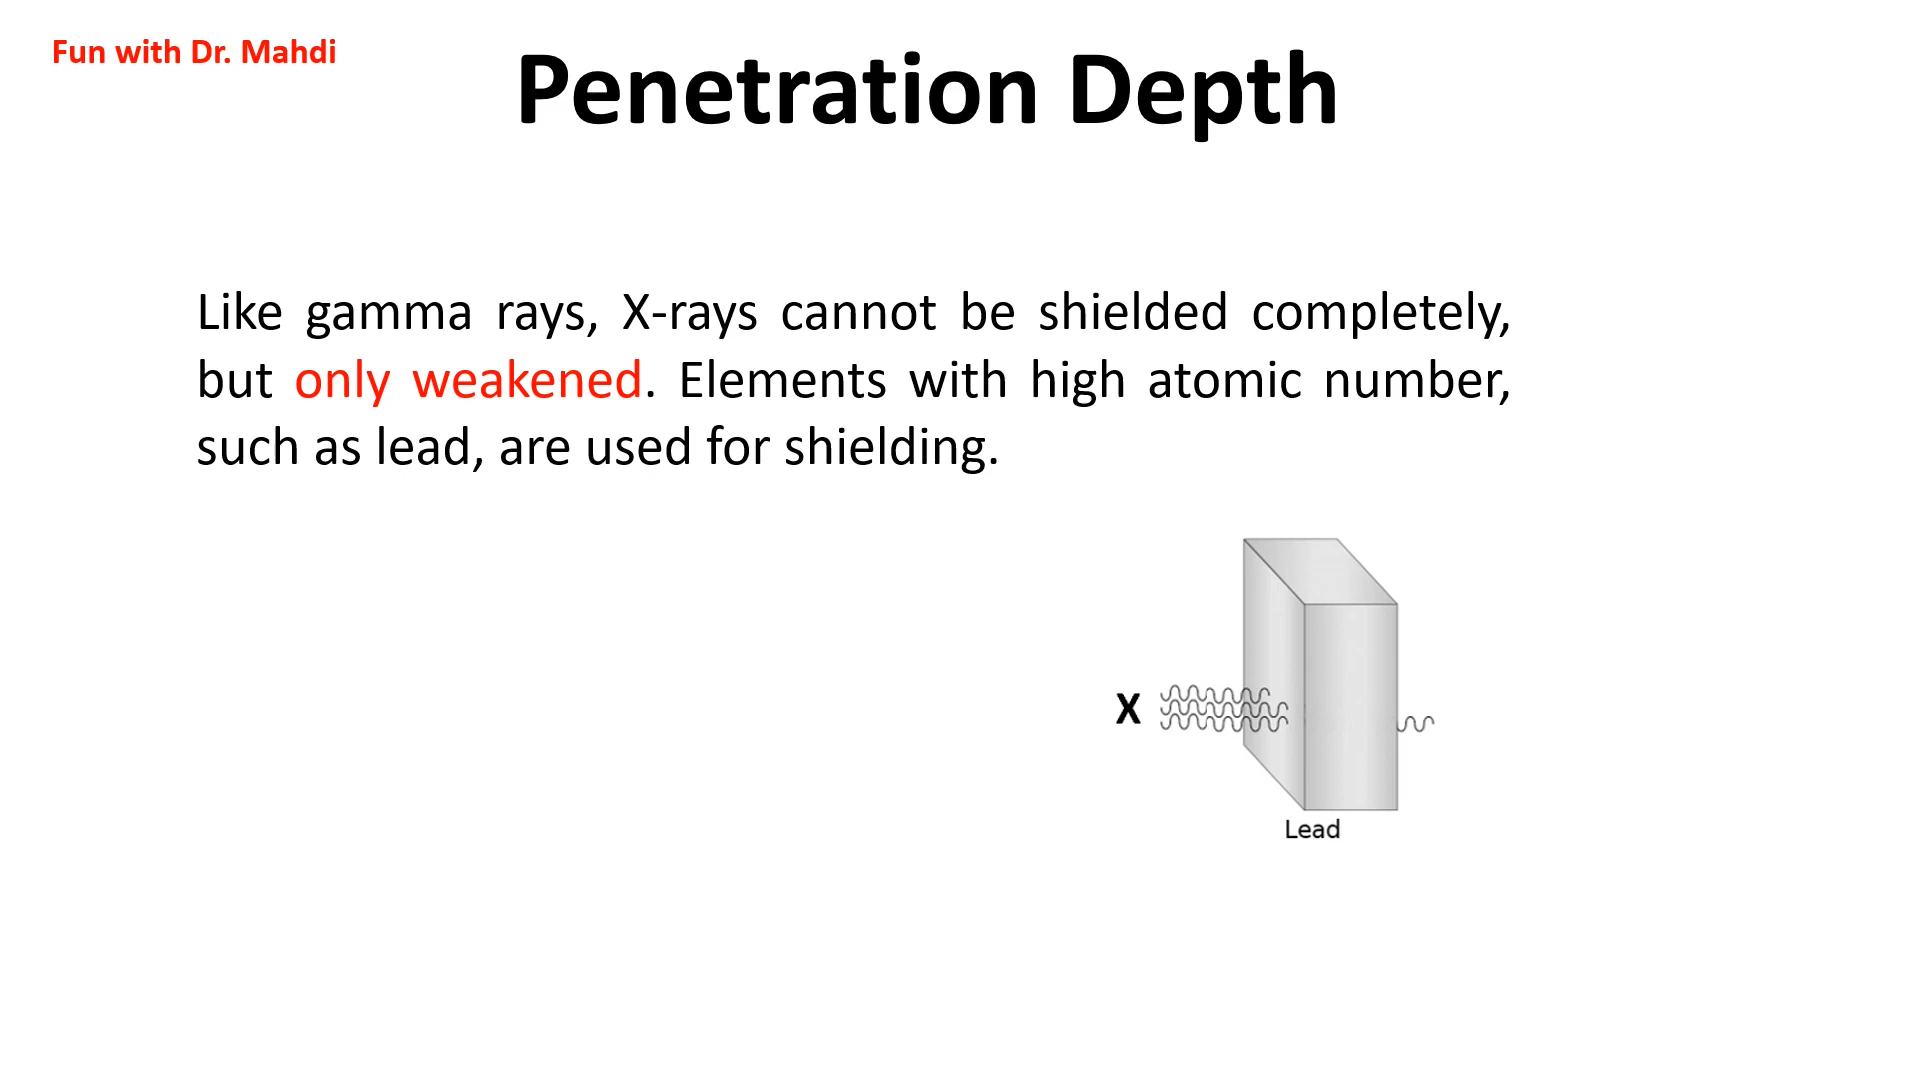 Fun with Dr. Mahdi
Penetration Depth
Like gamma rays, X-rays cannot be shielded completely,
but only weakened. Elements with high atomic number,
such as lead, are used for shielding.
X
Lead